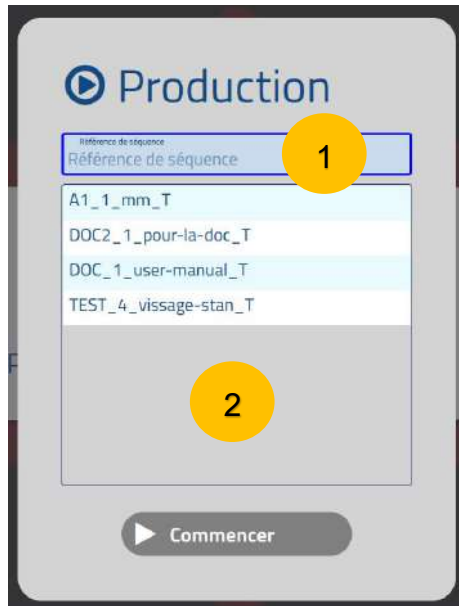 Production
Référence de séquence
Référence de séquence
1
A1_1_mm_T
DOC2_1_pour-la-doc_T
DOC_1_user-manual_T
TEST_4_vissage-stan_T
2
Commencer